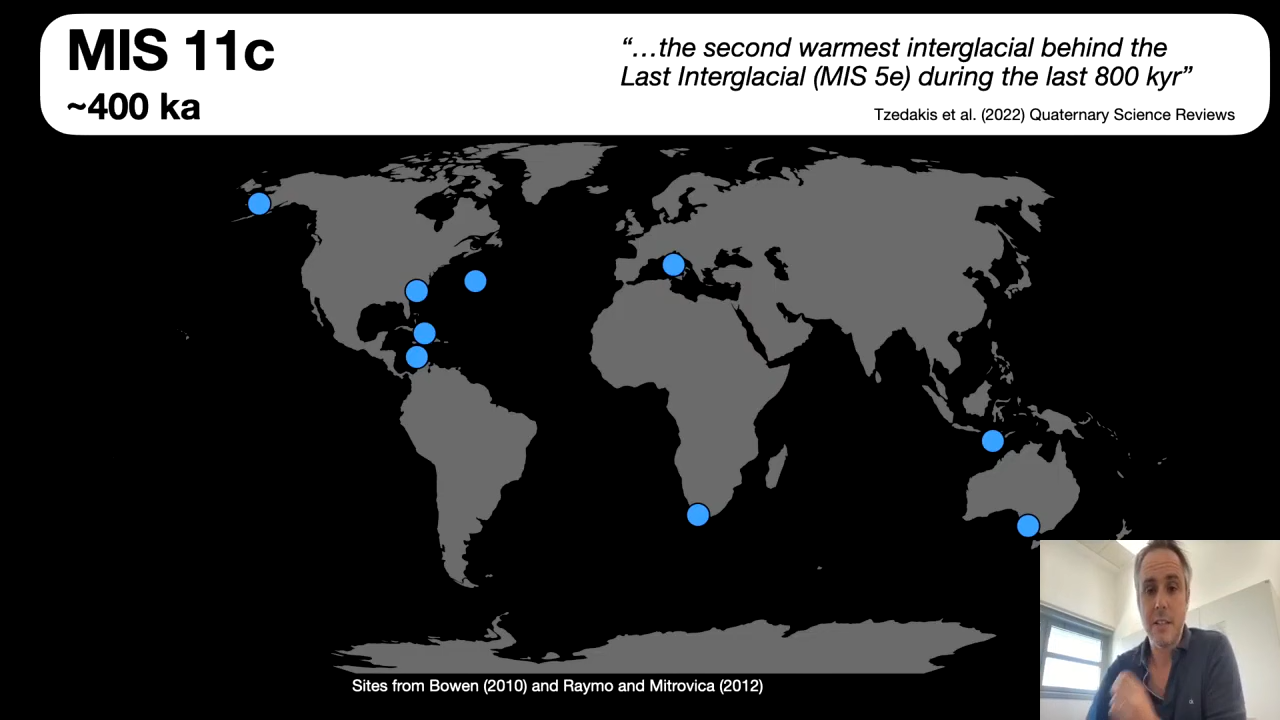 MIS 11c
~400 ka
“…the second warmest interglacial behind the
Last Interglacial (MIS 5e) during the last 800 kyr”
Tzedakis et al. (2022) Quaternary Science Reviews
Sites from Bowen (2010) and Raymo and Mitrovica (2012)